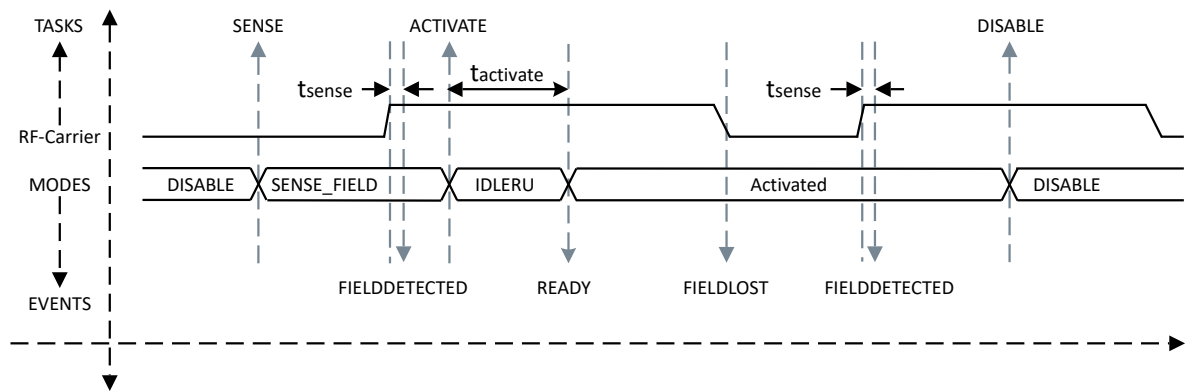 TASKS
SENSE
ACTIVATE
DISABLE
tsense
tactivate
tsense
RF-Carrier
MODES
DISABLE
SENSE_FIELD
IDLERU
Activated
DISABLE
FIELDDETECTED
READY
FIELDLOST
FIELDDETECTED
EVENTS